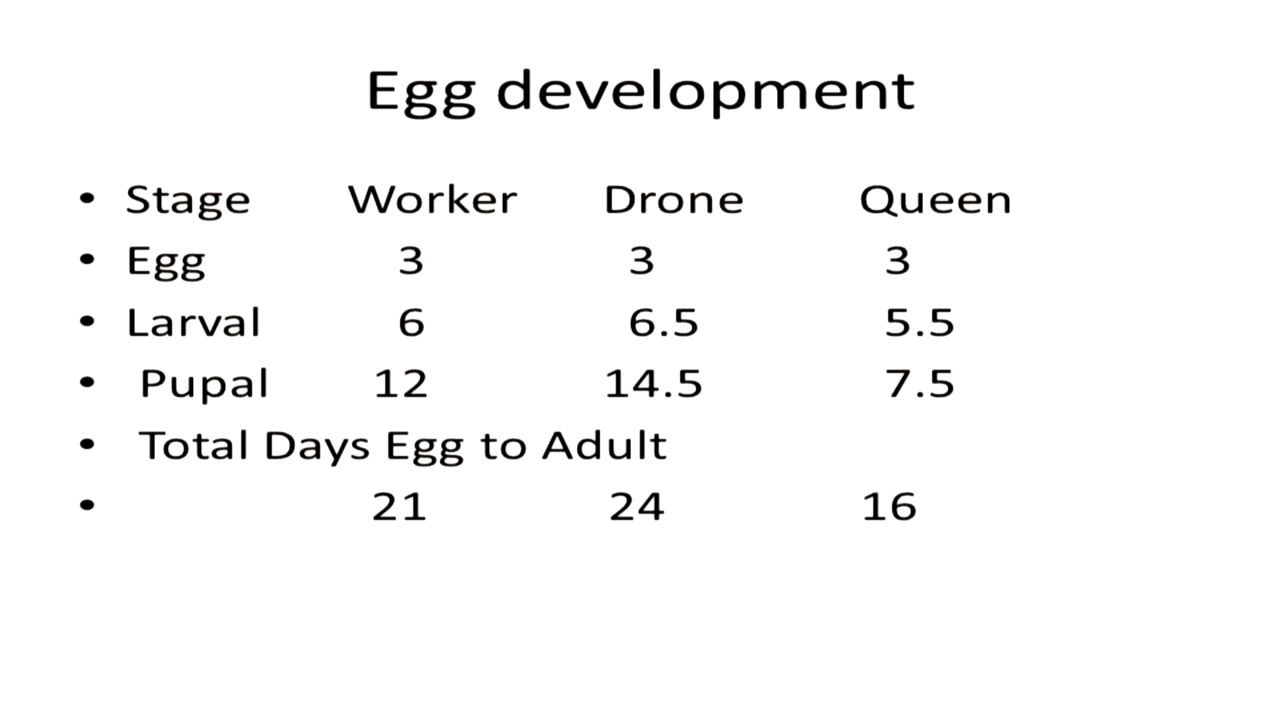 Egg development
• Stage Worker Drone Queen
• Egg 3 3 3
• Larval 6 6.5 5.5
• Pupal 12 14.5 7.5
• Total Days Egg to Adult
• 21 24 16